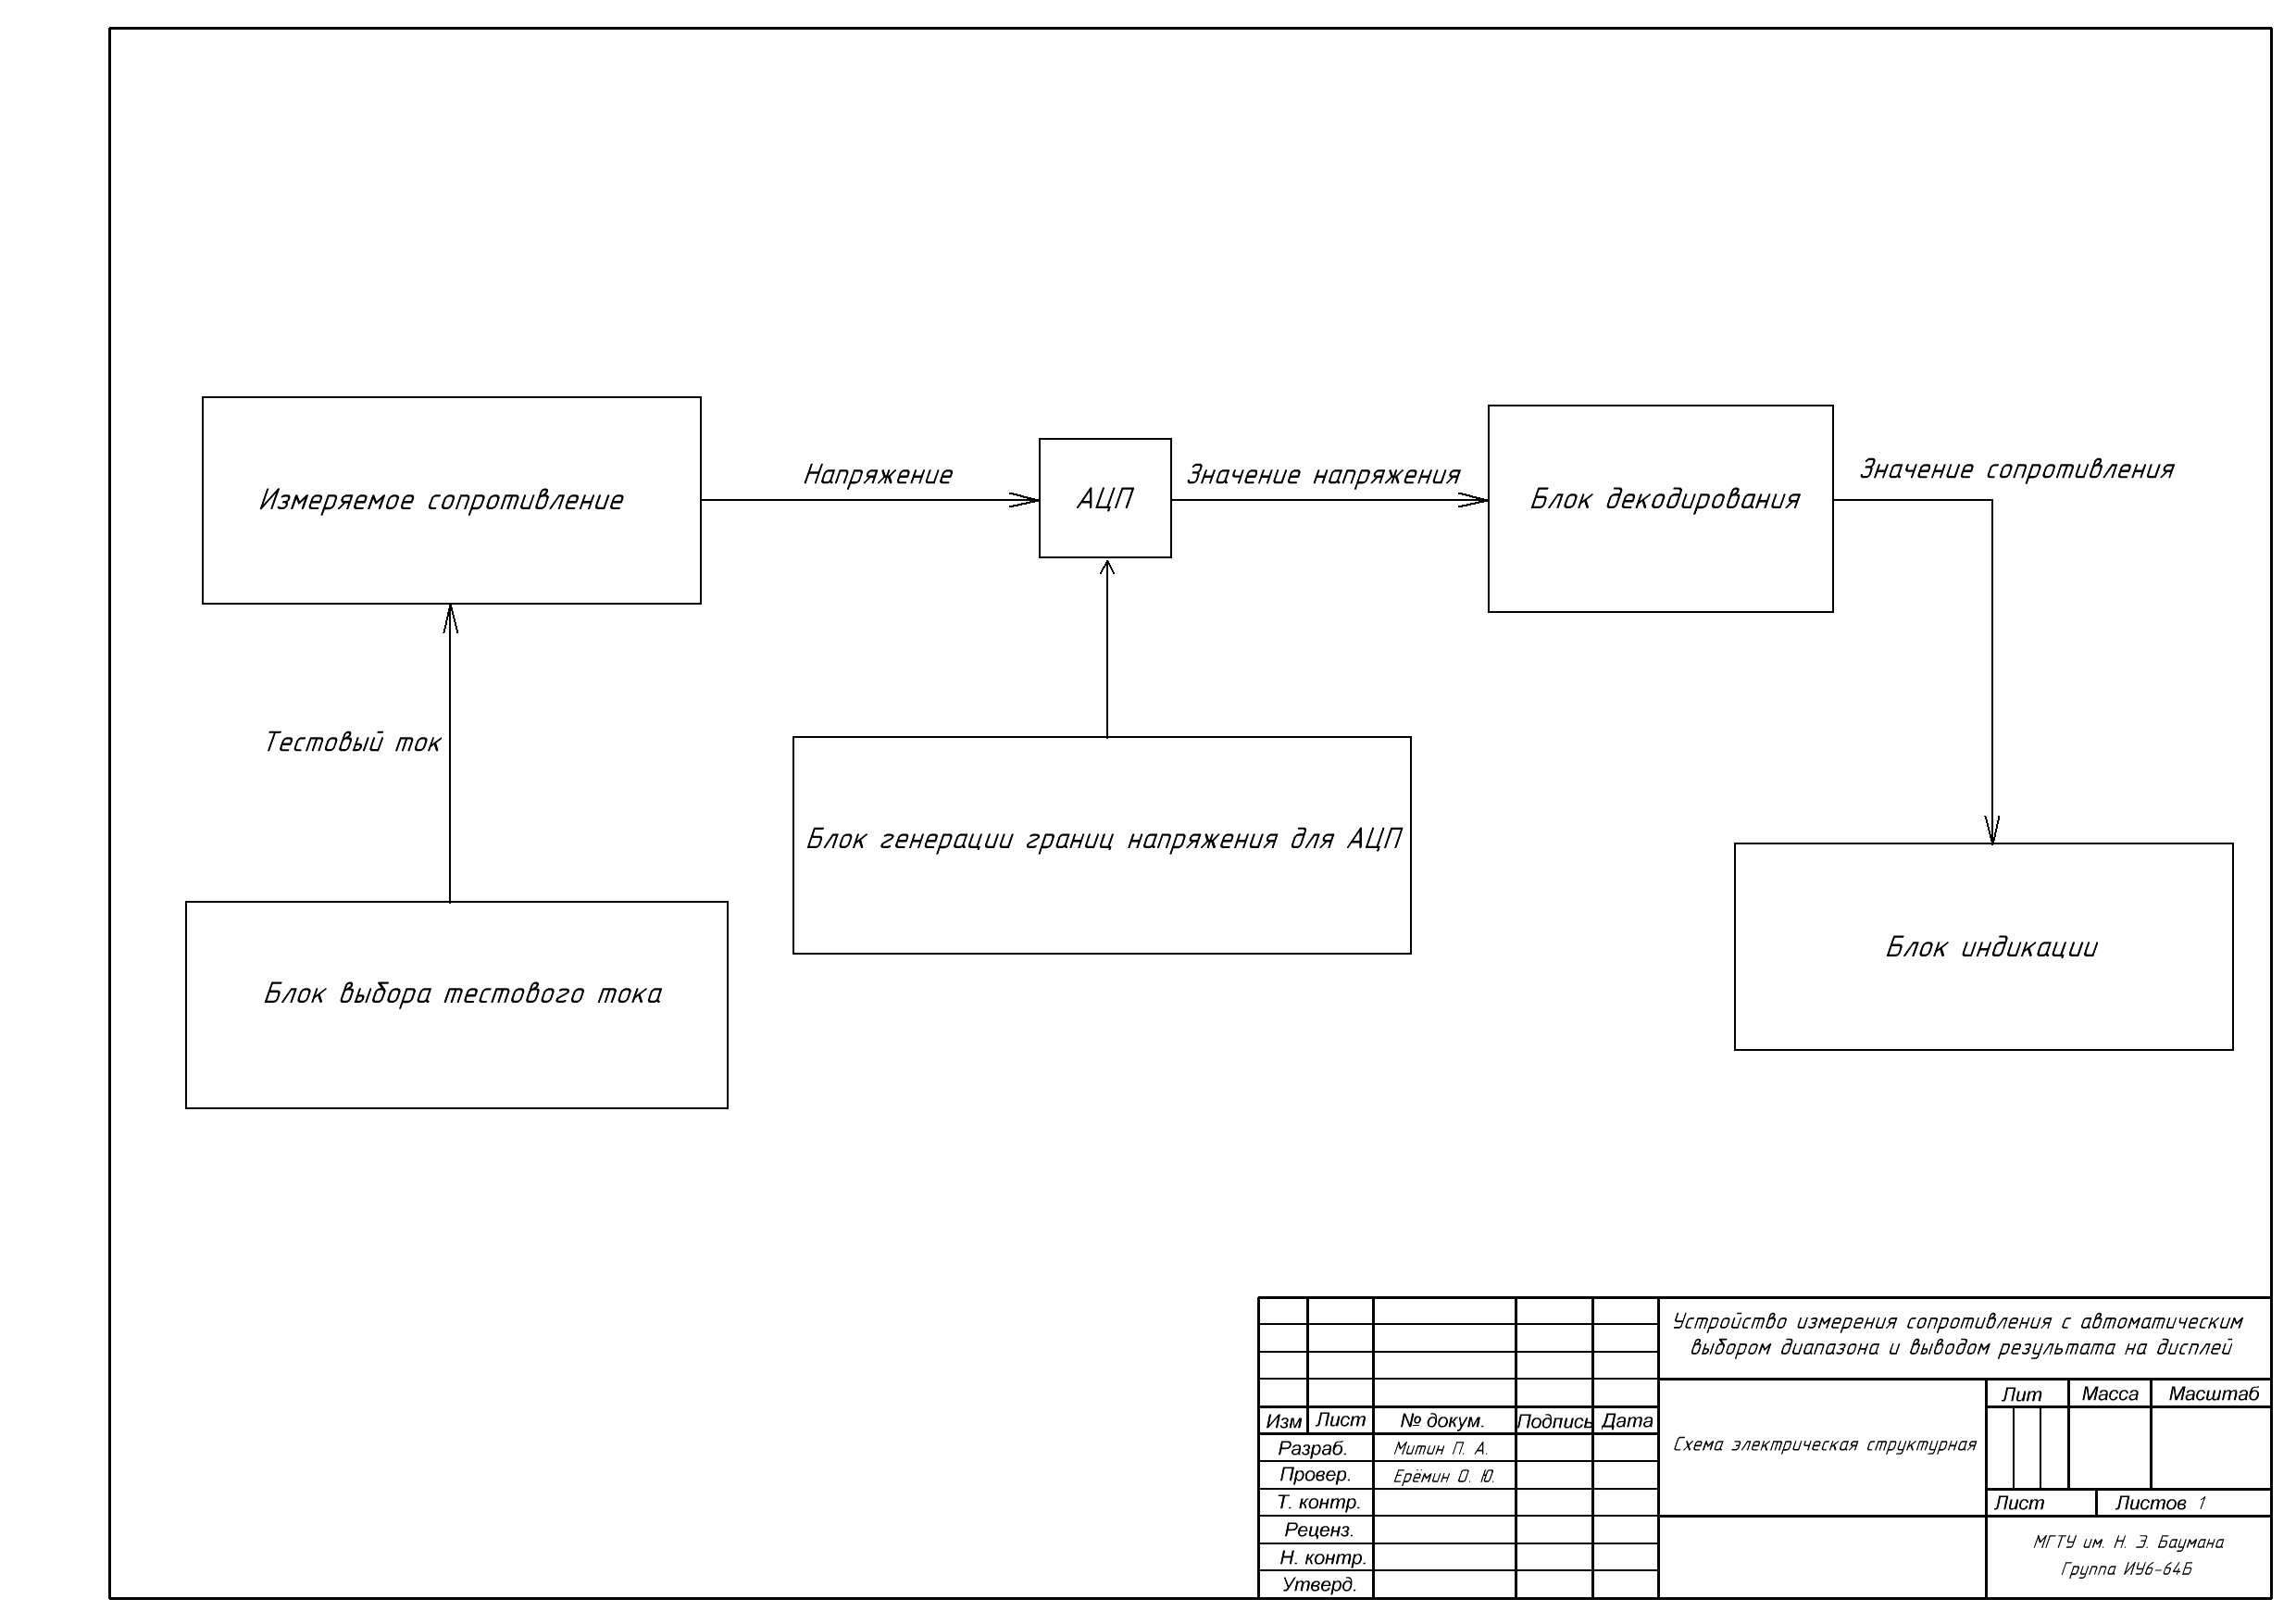 Измеряемое сопротивление
Напряжение
АЦП
Значение напряжения
Блок декодирования
Значение сопротивления
Тестовый ток
Блок генерации границ напряжения для АЦП
Блок индикации
Блок выбора тестового тока
Устройство измерения сопротивления с автоматическим
выбором диапазона и выводом результата на дисплей
Изм Лист № докум. Подпись Дата
Разраб. Митин П. А.
Провер. Ерёмин О. Ю.
Т. контр.
Реценз.
Н. контр.
Утверд.
Схема электрическая структурная
Лит Масса Масштаб
Лист Листов 1
МГТУ им. Н. Э. Баумана
Группа ИУ6-64Б